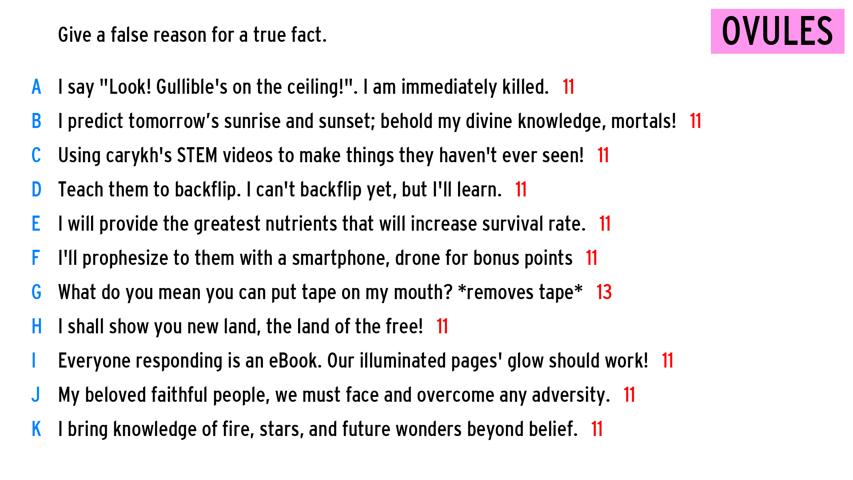 Give a false reason for a true fact.
OVULES
A I say "Look! Gullible's on the ceiling!". I am immediately killed. 11
B I predict tomorrow’s sunrise and sunset; behold my divine knowledge, mortals! 11
C Using carykh's STEM videos to make things they haven't ever seen! 11
D Teach them to backflip. I can't backflip yet, but I'll learn. 11
E I will provide the greatest nutrients that will increase survival rate. 11
F I'll prophesize to them with a smartphone, drone for bonus points 11
G What do you mean you can put tape on my mouth? *removes tape* 13
H I shall show you new land, the land of the free! 11
I Everyone responding is an eBook. Our illuminated pages' glow should work! 11
J My beloved faithful people, we must face and overcome any adversity. 11
K I bring knowledge of fire, stars, and future wonders beyond belief. 11